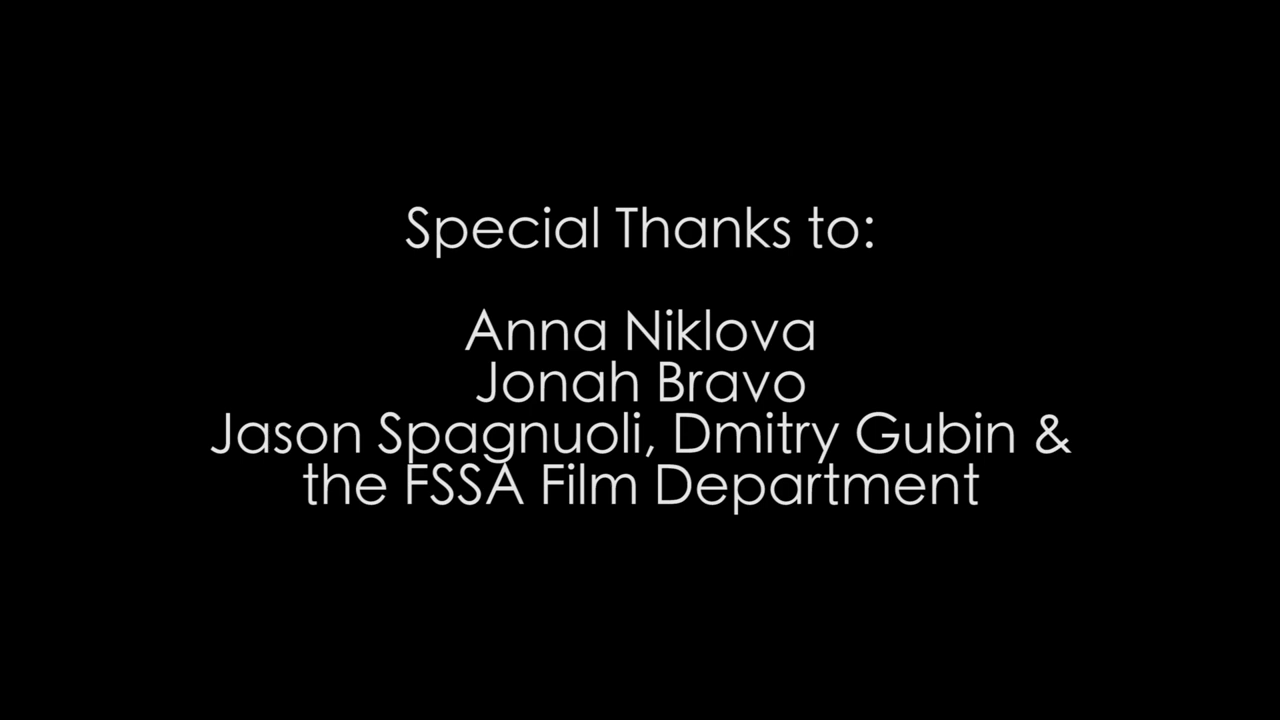 Special Thanks to:
Anna Niklova
Jonah Bravo
Jason Spagnuoli, Dmitry Gubin &
the FSSA Film Department